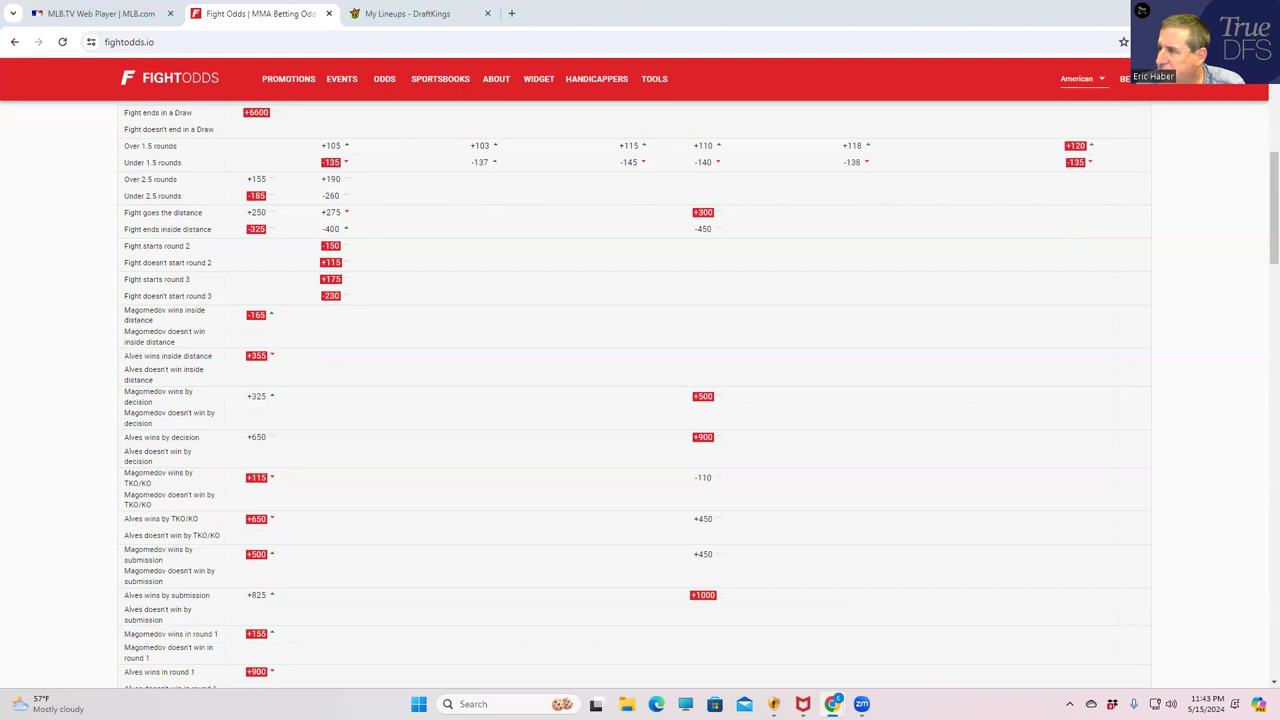 MLB.TV Web Player | MLB.com
Fight Odds | MMA Betting Odd
My Lineups - DraftKings
fightodds.io
True
DFS
Eric Haber
FIGHTODDS
PROMOTIONS EVENTS ODDS SPORTSBOOKS ABOUT WIDGET HANDICAPPERS TOOLS American BE
Fight ends in a Draw +6600
Fight doesn't end in a Draw
Over 1.5 rounds +105 +103 +115 +110 +118 +120
Under 1.5 rounds -135 -137 -145 -140 -138 -135
Over 2.5 rounds +155 +190
Under 2.5 rounds -185 -260
Fight goes the distance +250 +275 +300
Fight ends inside distance -325 -400 -450
Fight starts round 2 -150
Fight doesn't start round 2 +115
Fight starts round 3 +175
Fight doesn't start round 3 -230
Magomedov wins inside
distance -165
Magomedov doesn't win
inside distance
Alves wins inside distance +355
Alves doesn't win inside
distance
Magomedov wins by
decision +325 +500
Magomedov doesn't win by
decision
Alves wins by decision +650 +900
Alves doesn't win by
decision
Magomedov wins by
TKO/KO +115 -110
Magomedov doesn't win by
TKO/KO
Alves wins by TKO/KO +650 +450
Alves doesn't win by TKO/KO
Magomedov wins by
submission +500 +450
Magomedov doesn't win by
submission
Alves wins by submission +825 +1000
Alves doesn't win by
submission
Magomedov wins in round 1 +155
Magomedov doesn't win in
round 1
Alves wins in round 1 +900
57°F
Mostly cloudy
Search
zm
11:43 PM
5/15/2024